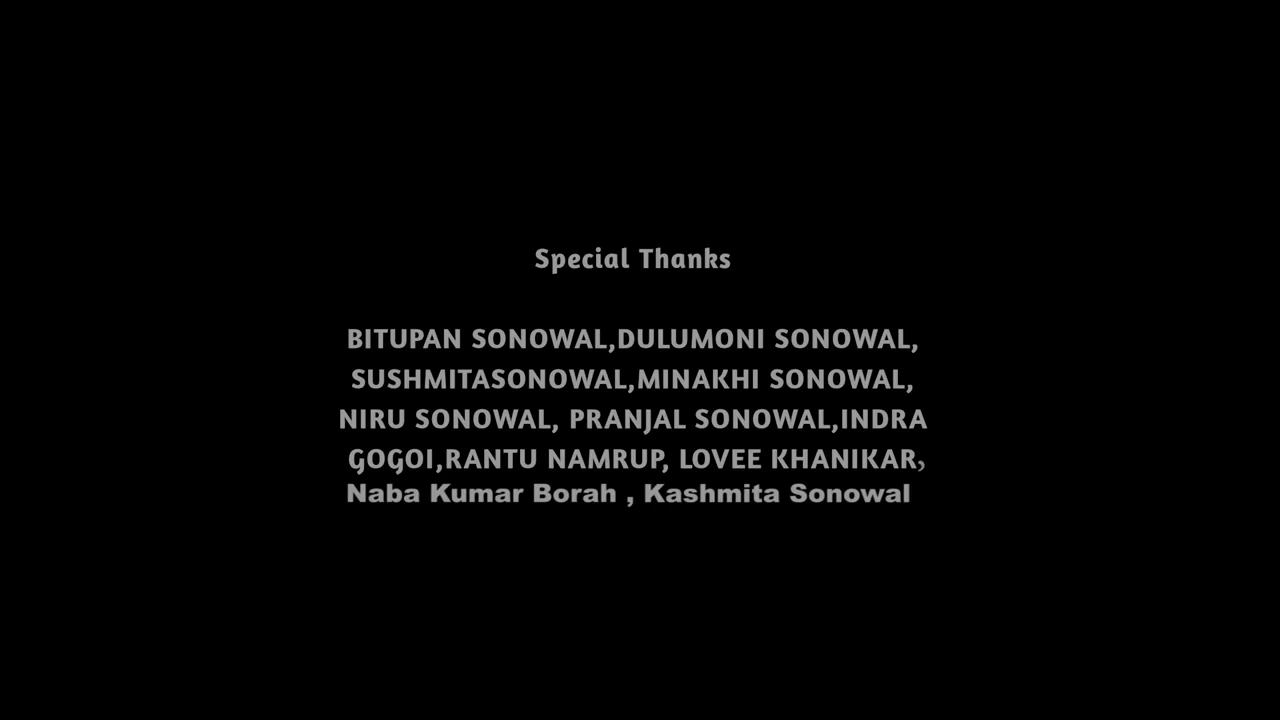 Special Thanks
BITUPAN SONOWAL,DULUMONI SONOWAL,
SUSHMITASONOWAL,MINAKHI SONOWAL,
NIRU SONOWAL, PRANJAL SONOWAL,INDRA
GOGOI,RANTU NAMRUP, LOVEE KHANIKAR,
Naba Kumar Borah , Kashmita Sonowal